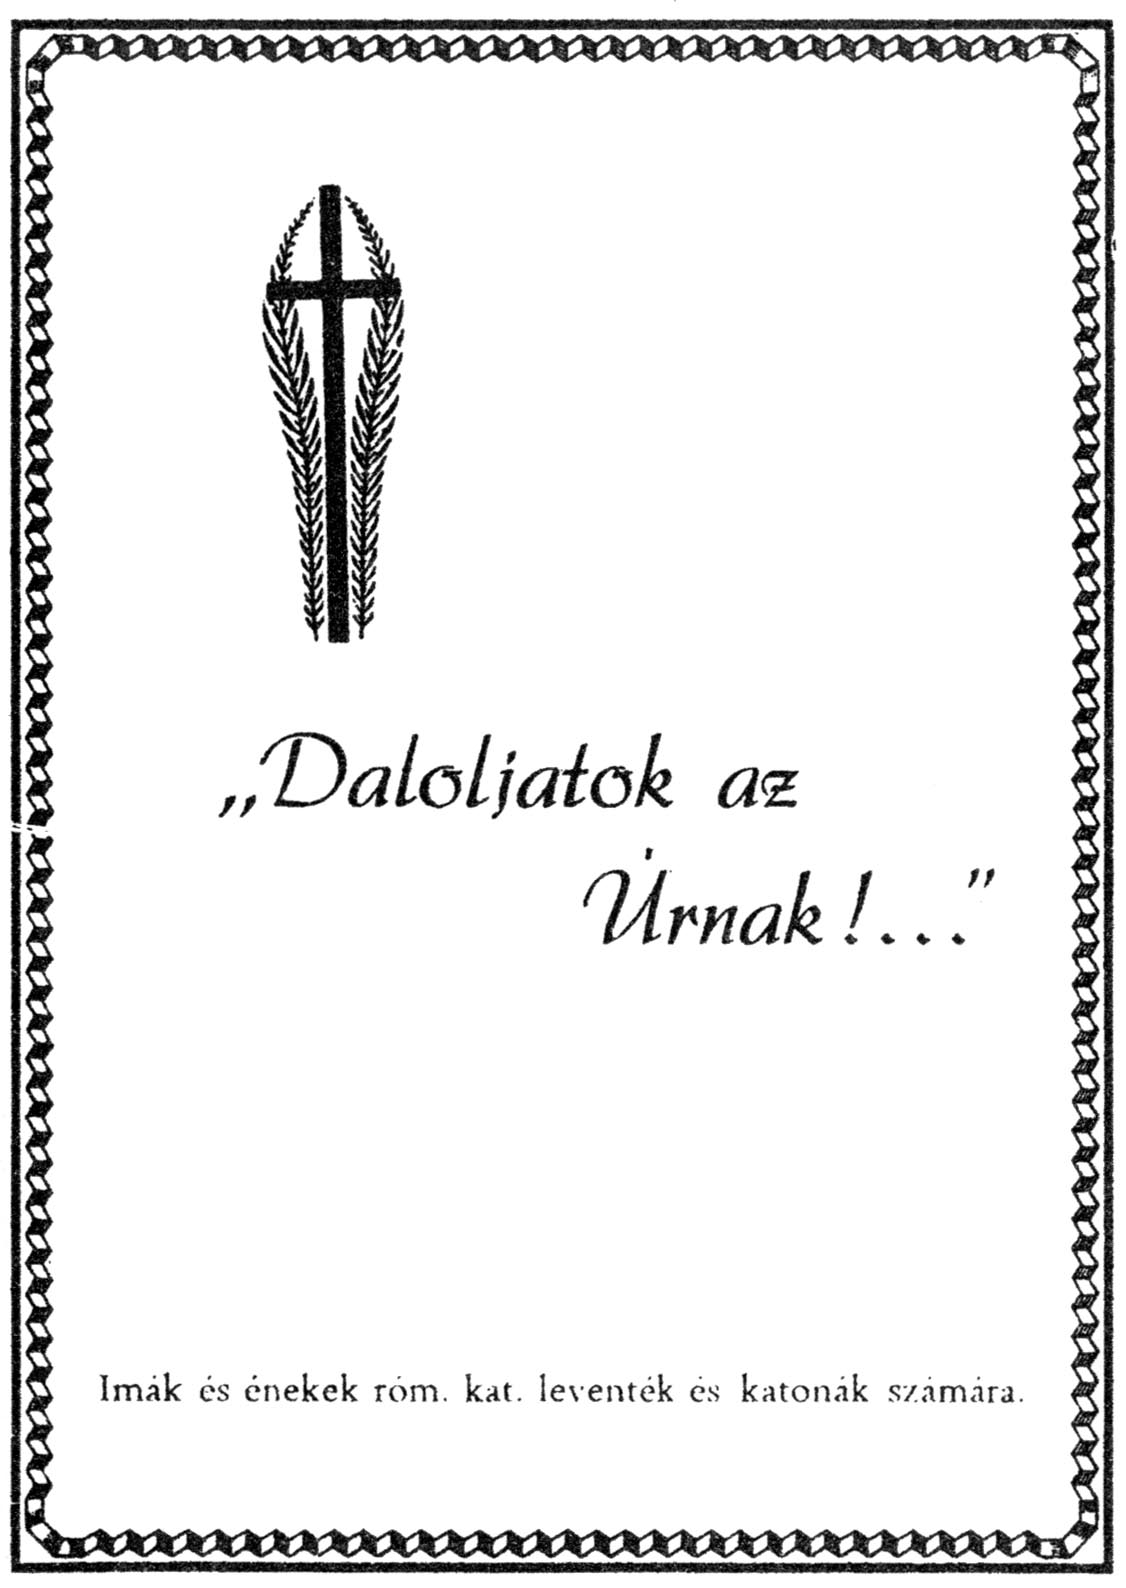 „Daloljatok az
Úrnak!...”
Imák és énekek róm. kat. leventék és katonák számára.